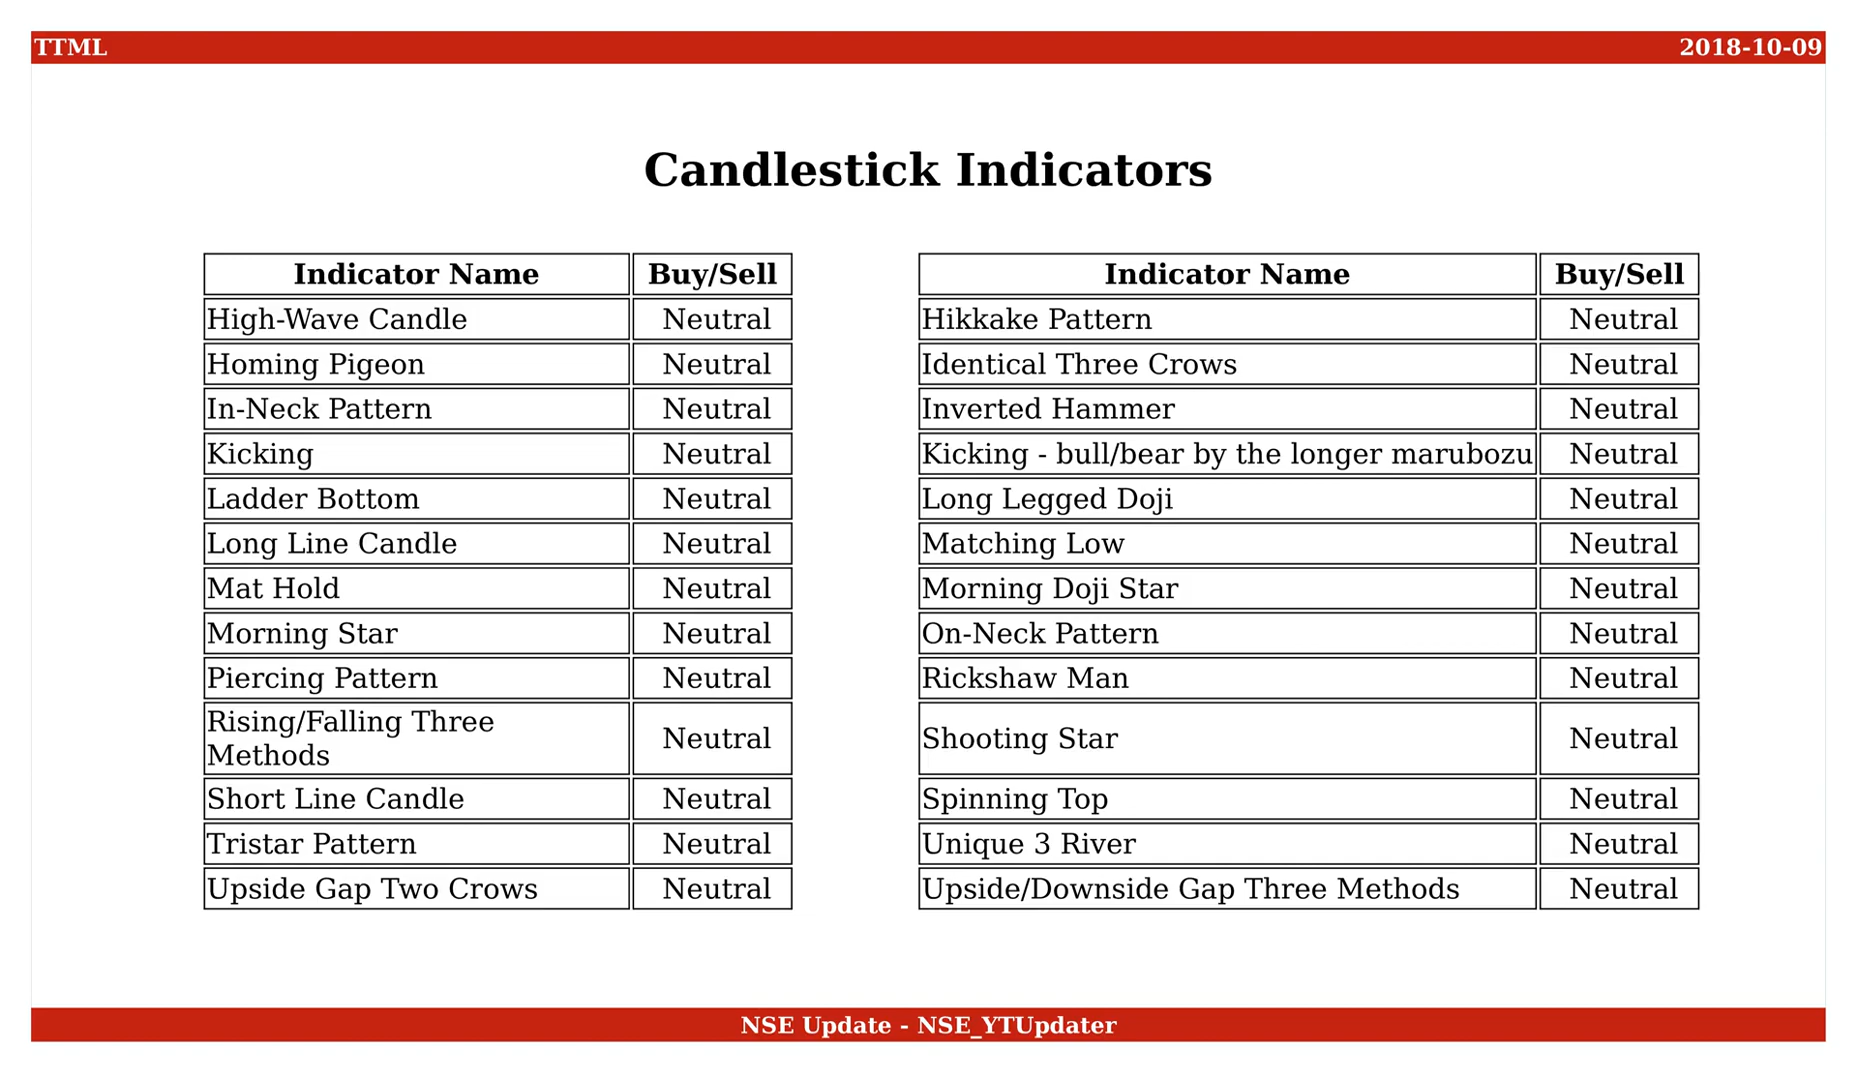 TTML 2018-10-09
Candlestick Indicators
Indicator Name Buy/Sell Indicator Name Buy/Sell
High-Wave Candle Neutral Hikkake Pattern Neutral
Homing Pigeon Neutral Identical Three Crows Neutral
In-Neck Pattern Neutral Inverted Hammer Neutral
Kicking Neutral Kicking - bull/bear by the longer marubozu Neutral
Ladder Bottom Neutral Long Legged Doji Neutral
Long Line Candle Neutral Matching Low Neutral
Mat Hold Neutral Morning Doji Star Neutral
Morning Star Neutral On-Neck Pattern Neutral
Piercing Pattern Neutral Rickshaw Man Neutral
Rising/Falling Three
Methods Neutral Shooting Star Neutral
Short Line Candle Neutral Spinning Top Neutral
Tristar Pattern Neutral Unique 3 River Neutral
Upside Gap Two Crows Neutral Upside/Downside Gap Three Methods Neutral
NSE Update - NSE_YTUpdater